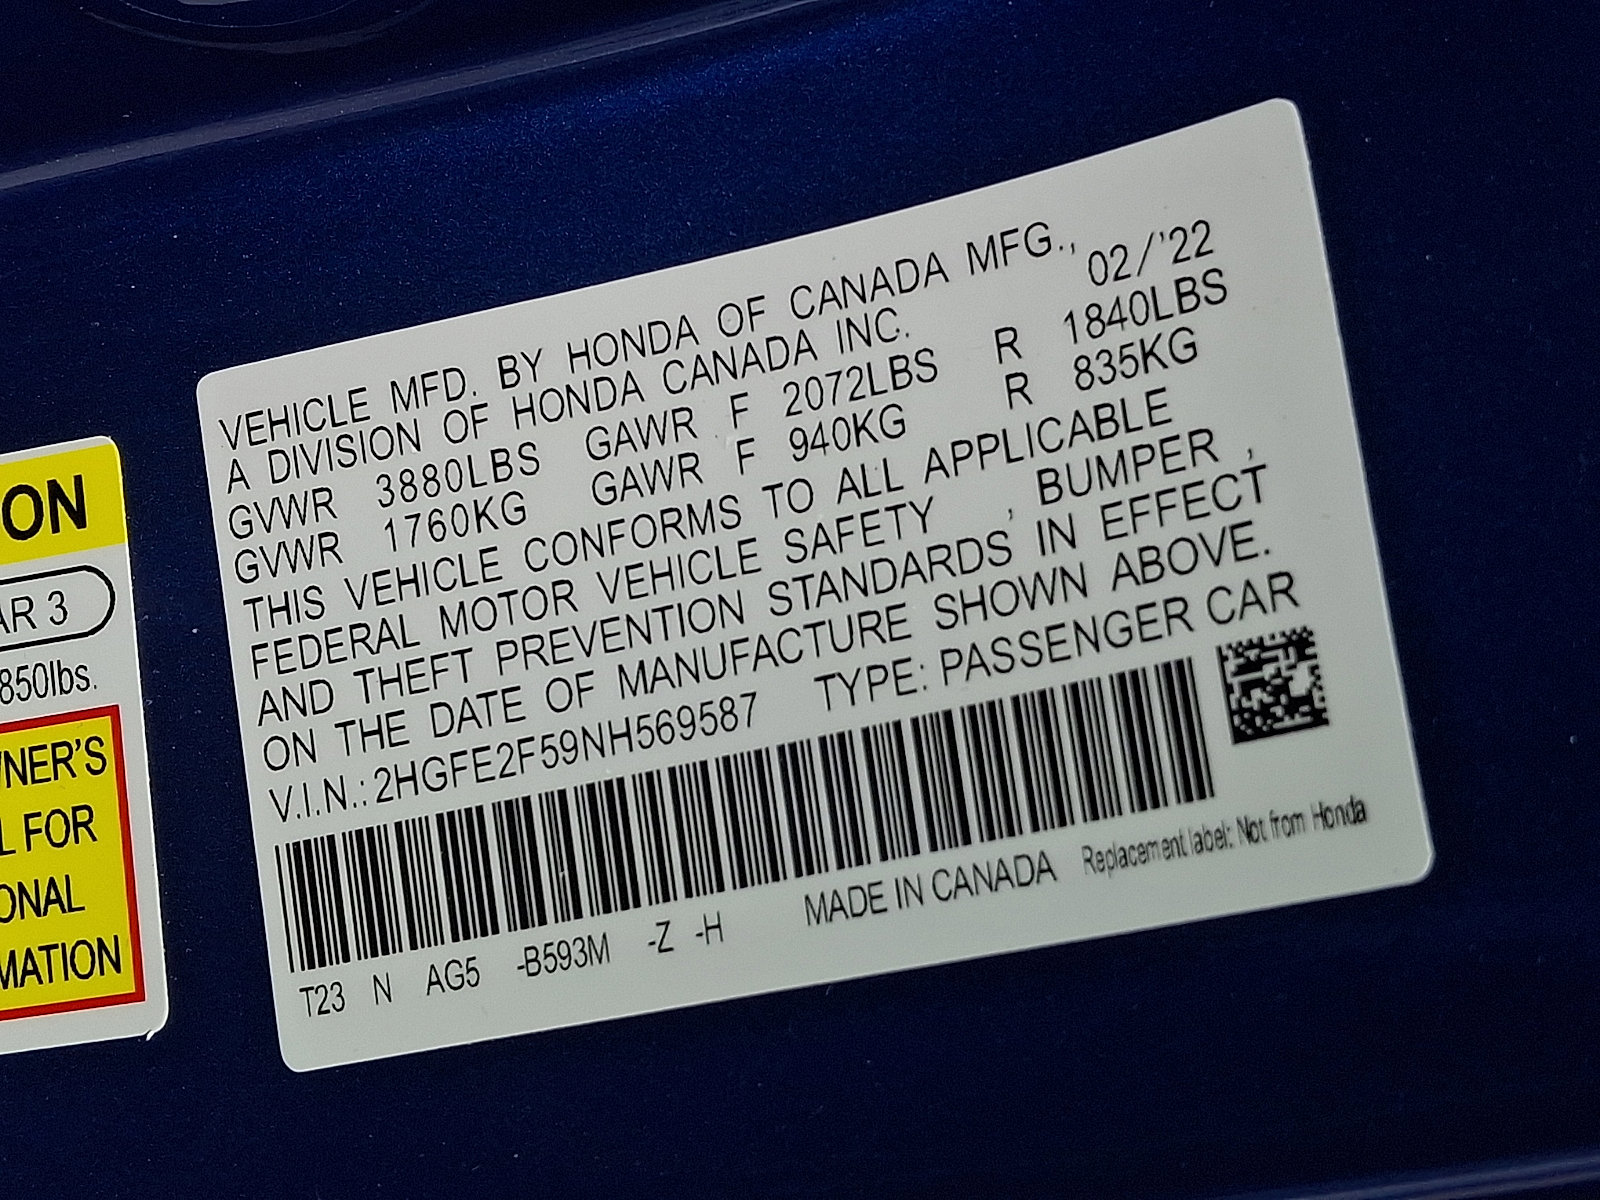 ON
AR 3
850lbs.
NER'S
L FOR
ONAL
MATION
VEHICLE MFD. BY HONDA OF CANADA MFG.,
A DIVISION OF HONDA CANADA INC. 02/'22
GVWR 3880LBS GAWR F 2072LBS R 1840LBS
GVWR 1760KG GAWR F 940KG R 835KG
THIS VEHICLE CONFORMS TO ALL APPLICABLE
FEDERAL MOTOR VEHICLE SAFETY , BUMPER ,
AND THEFT PREVENTION STANDARDS IN EFFECT
ON THE DATE OF MANUFACTURE SHOWN ABOVE.
V.I.N.: 2HGFE2F59NH569587 TYPE: PASSENGER CAR
T23 N AG5 -B593M -Z -H MADE IN CANADA Replacement label: Not from Honda